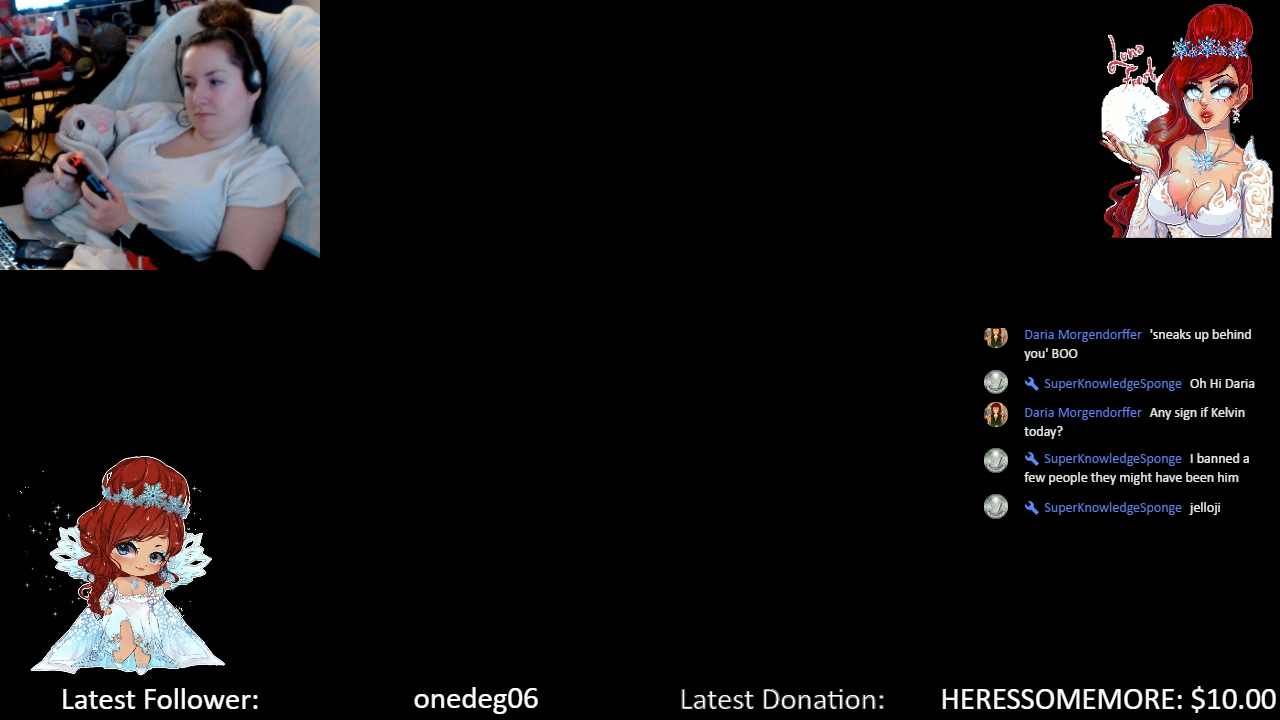 Luna
Frost
Daria Morgendorffer 'sneaks up behind
you' BOO
SuperKnowledgeSponge Oh Hi Daria
Daria Morgendorffer Any sign if Kelvin
today?
SuperKnowledgeSponge I banned a
few people they might have been him
SuperKnowledgeSponge jelloji
Latest Follower: onedeg06 Latest Donation: HERESSOMEMORE: $10.00